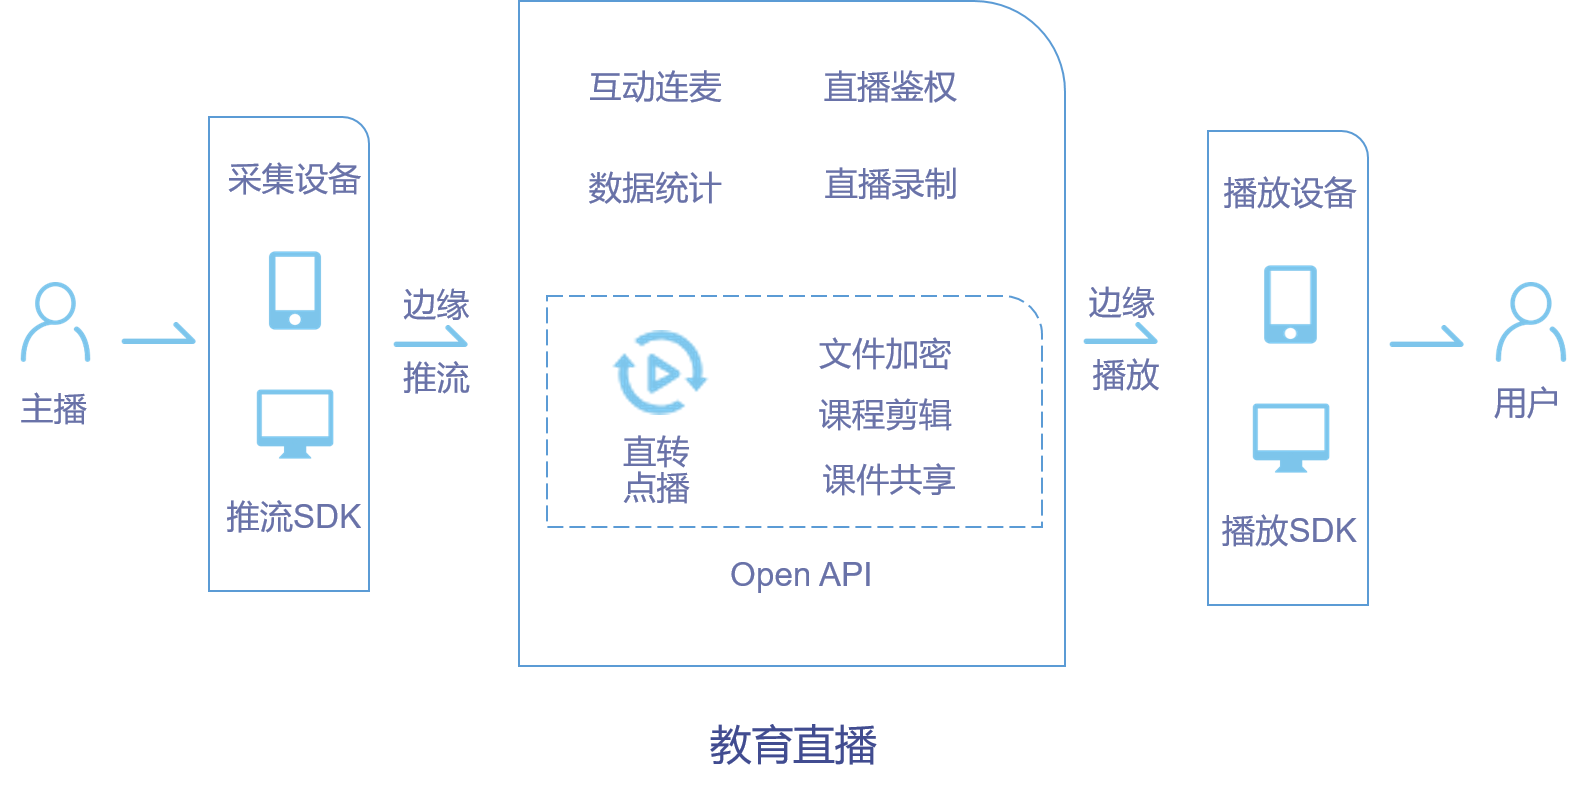 主播
采集设备
推流SDK
边缘
推流
互动连麦
直播鉴权
数据统计
直播录制
直转
点播
文件加密
课程剪辑
课件共享
Open API
边缘
播放
播放设备
播放SDK
用户
教育直播